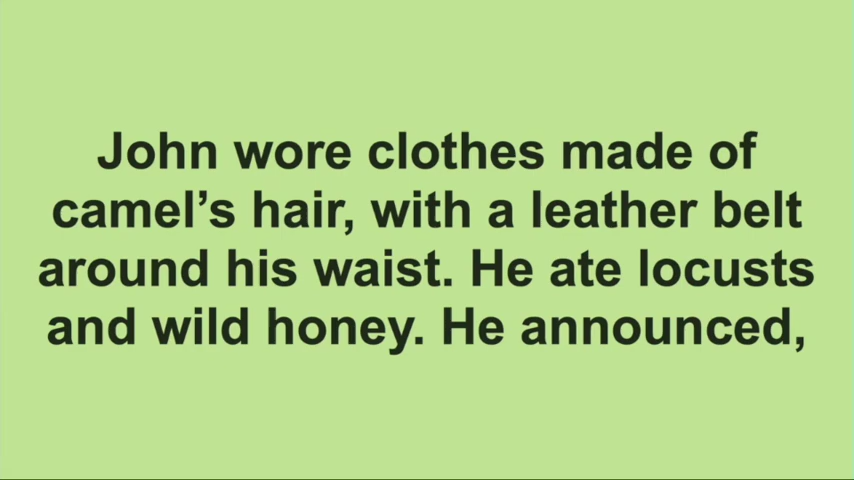 John wore clothes made of
camel’s hair, with a leather belt
around his waist. He ate locusts
and wild honey. He announced,